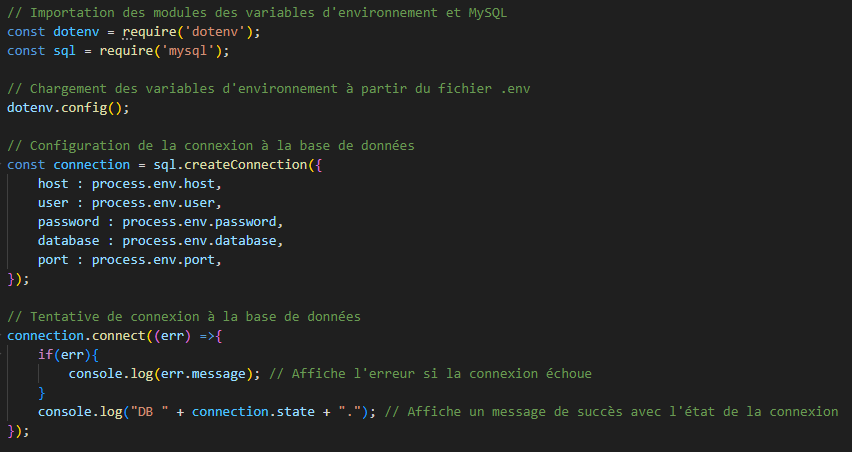 // Importation des modules des variables d'environnement et MySQL
const dotenv = require('dotenv');
const sql = require('mysql');
// Chargement des variables d'environnement à partir du fichier .env
dotenv.config();
// Configuration de la connexion à la base de données
const connection = sql.createConnection({
    host : process.env.host,
    user : process.env.user,
    password : process.env.password,
    database : process.env.database,
    port : process.env.port,
});
// Tentative de connexion à la base de données
connection.connect((err) =>{
    if(err){
        console.log(err.message); // Affiche l'erreur si la connexion échoue
    }
    console.log("DB " + connection.state + "."); // Affiche un message de succès avec l'état de la connexion
});